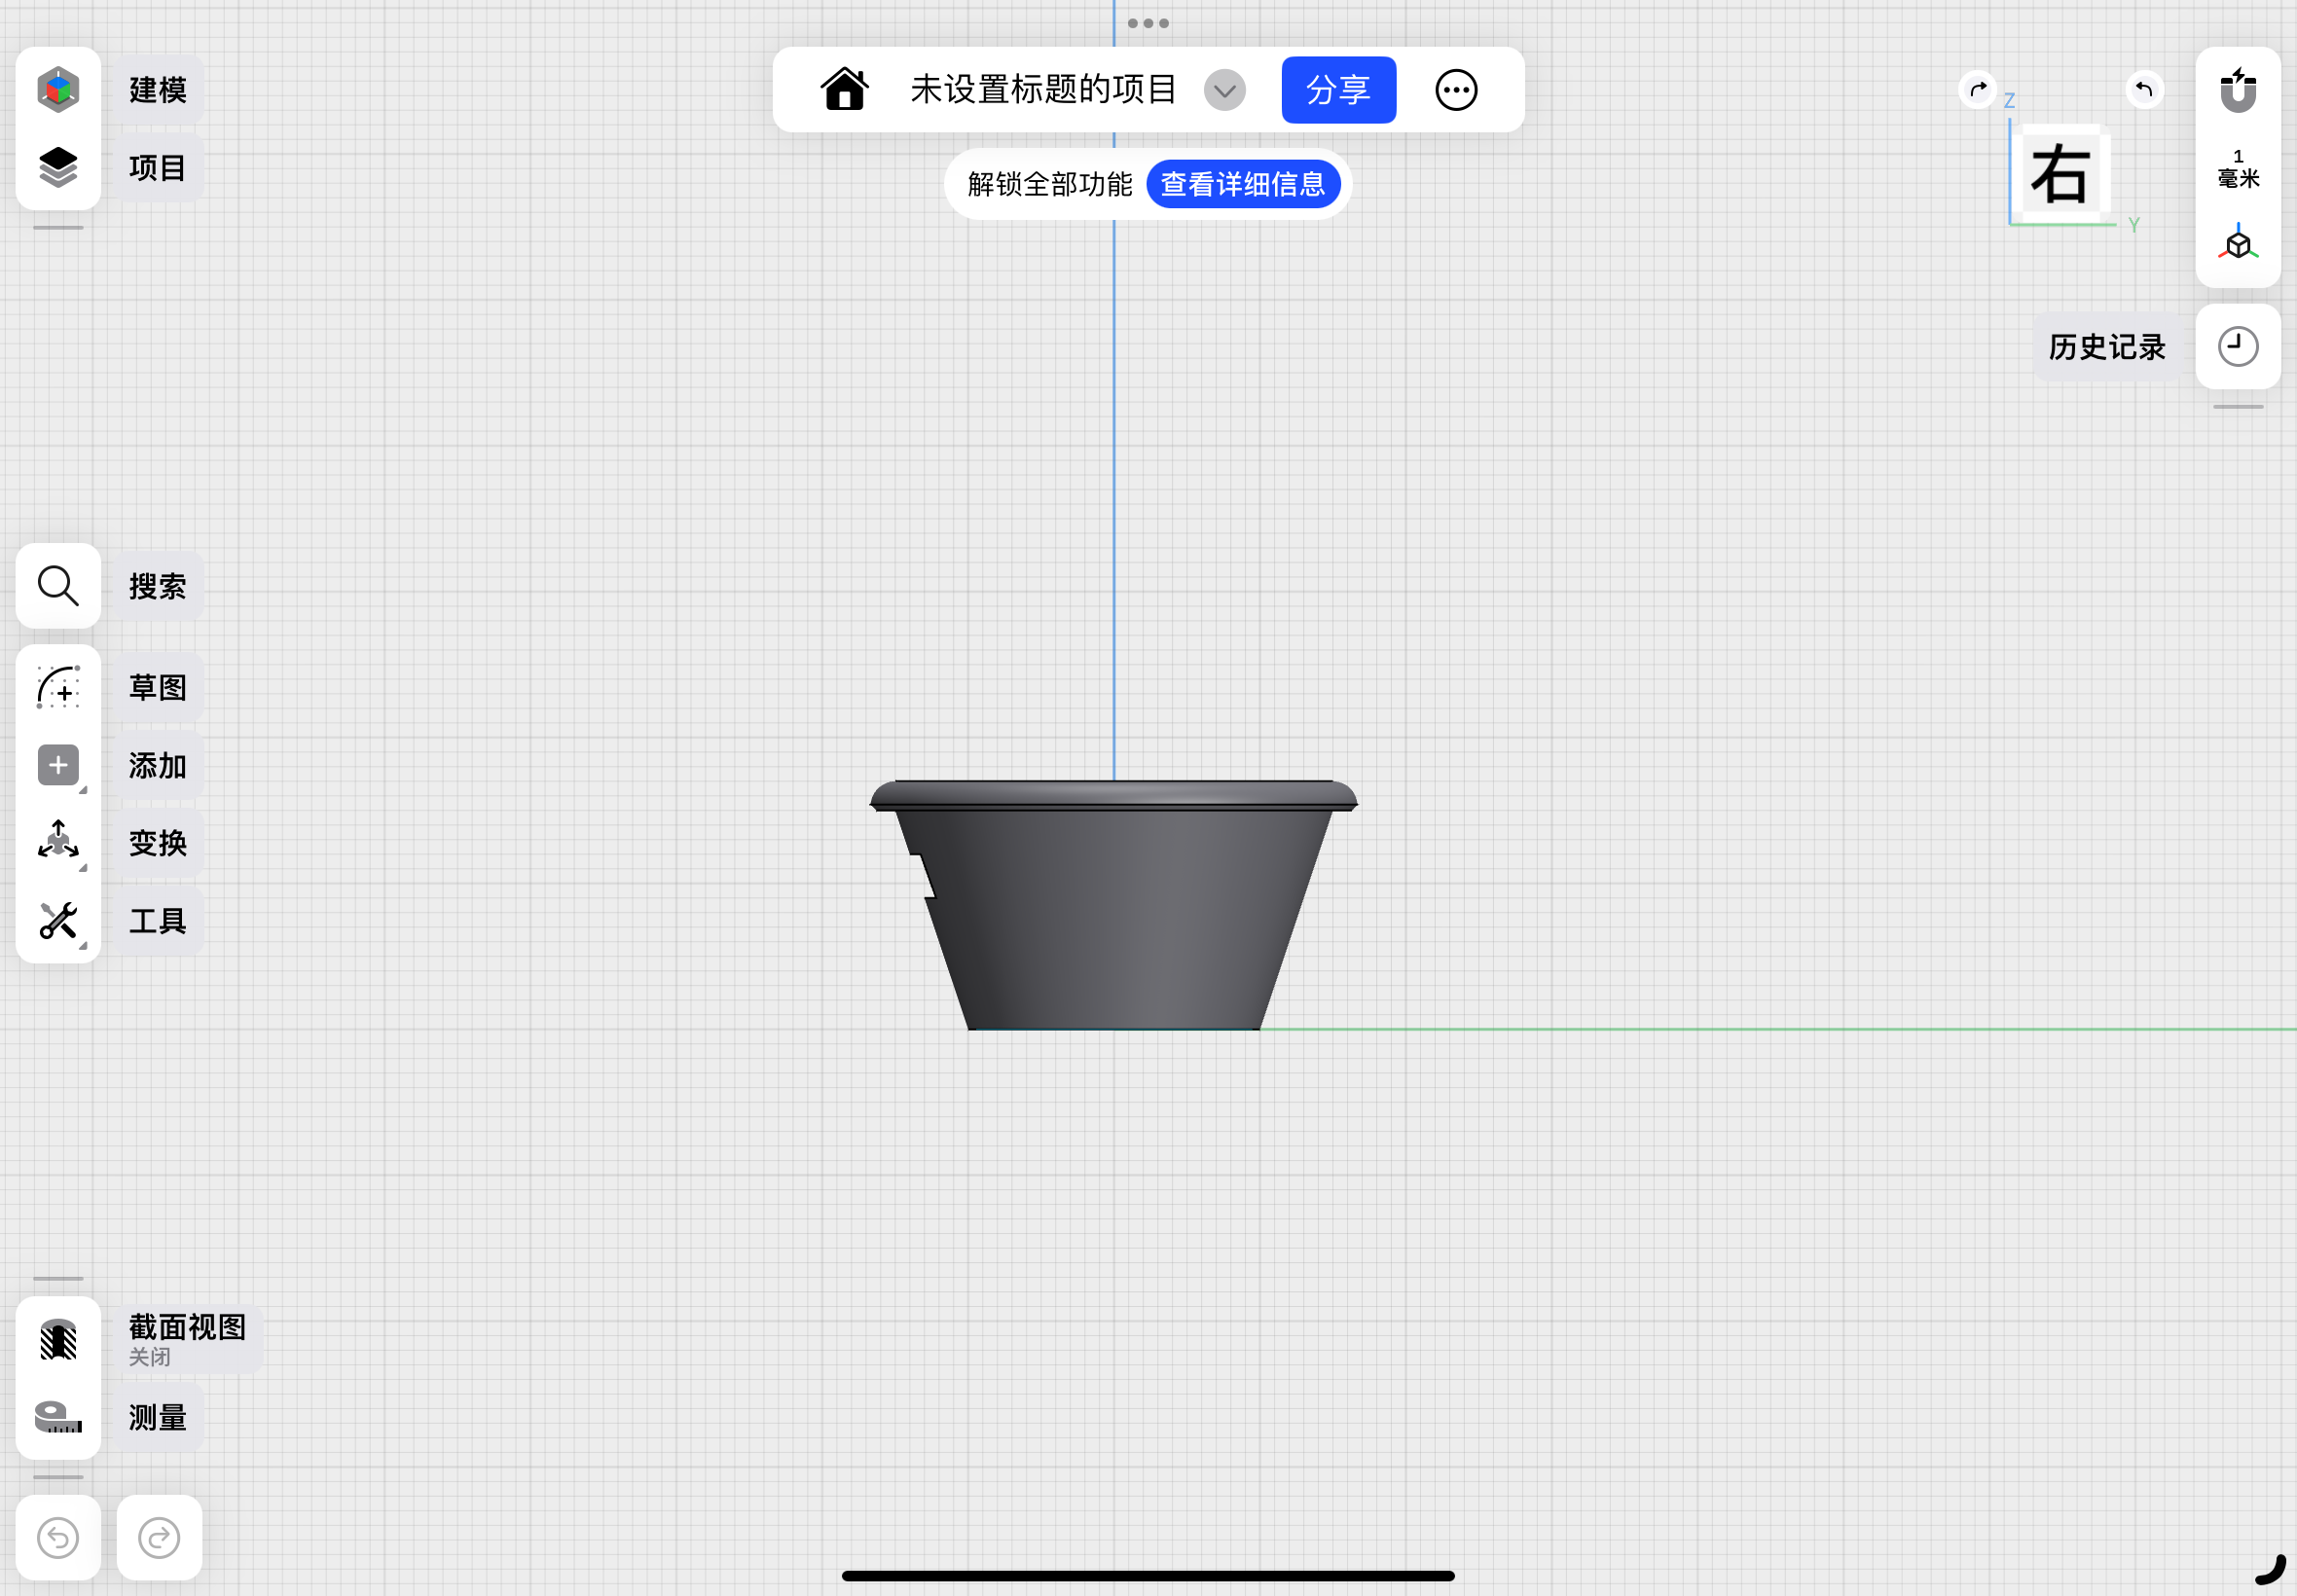 建模
项目
未设置标题的项目
分享
解锁全部功能 查看详细信息
Z
右
Y
1
毫米
历史记录
搜索
草图
添加
变换
工具
截面视图
关闭
测量